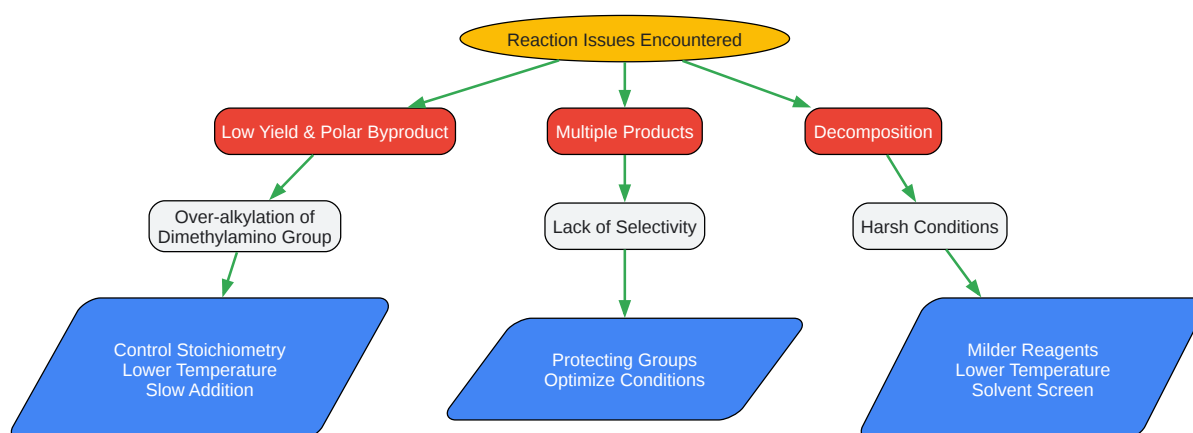 Reaction Issues Encountered
Low Yield & Polar Byproduct
Multiple Products
Decomposition
Over-alkylation of
Dimethylamino Group
Lack of Selectivity
Harsh Conditions
Control Stoichiometry
Lower Temperature
Slow Addition
Protecting Groups
Optimize Conditions
Milder Reagents
Lower Temperature
Solvent Screen